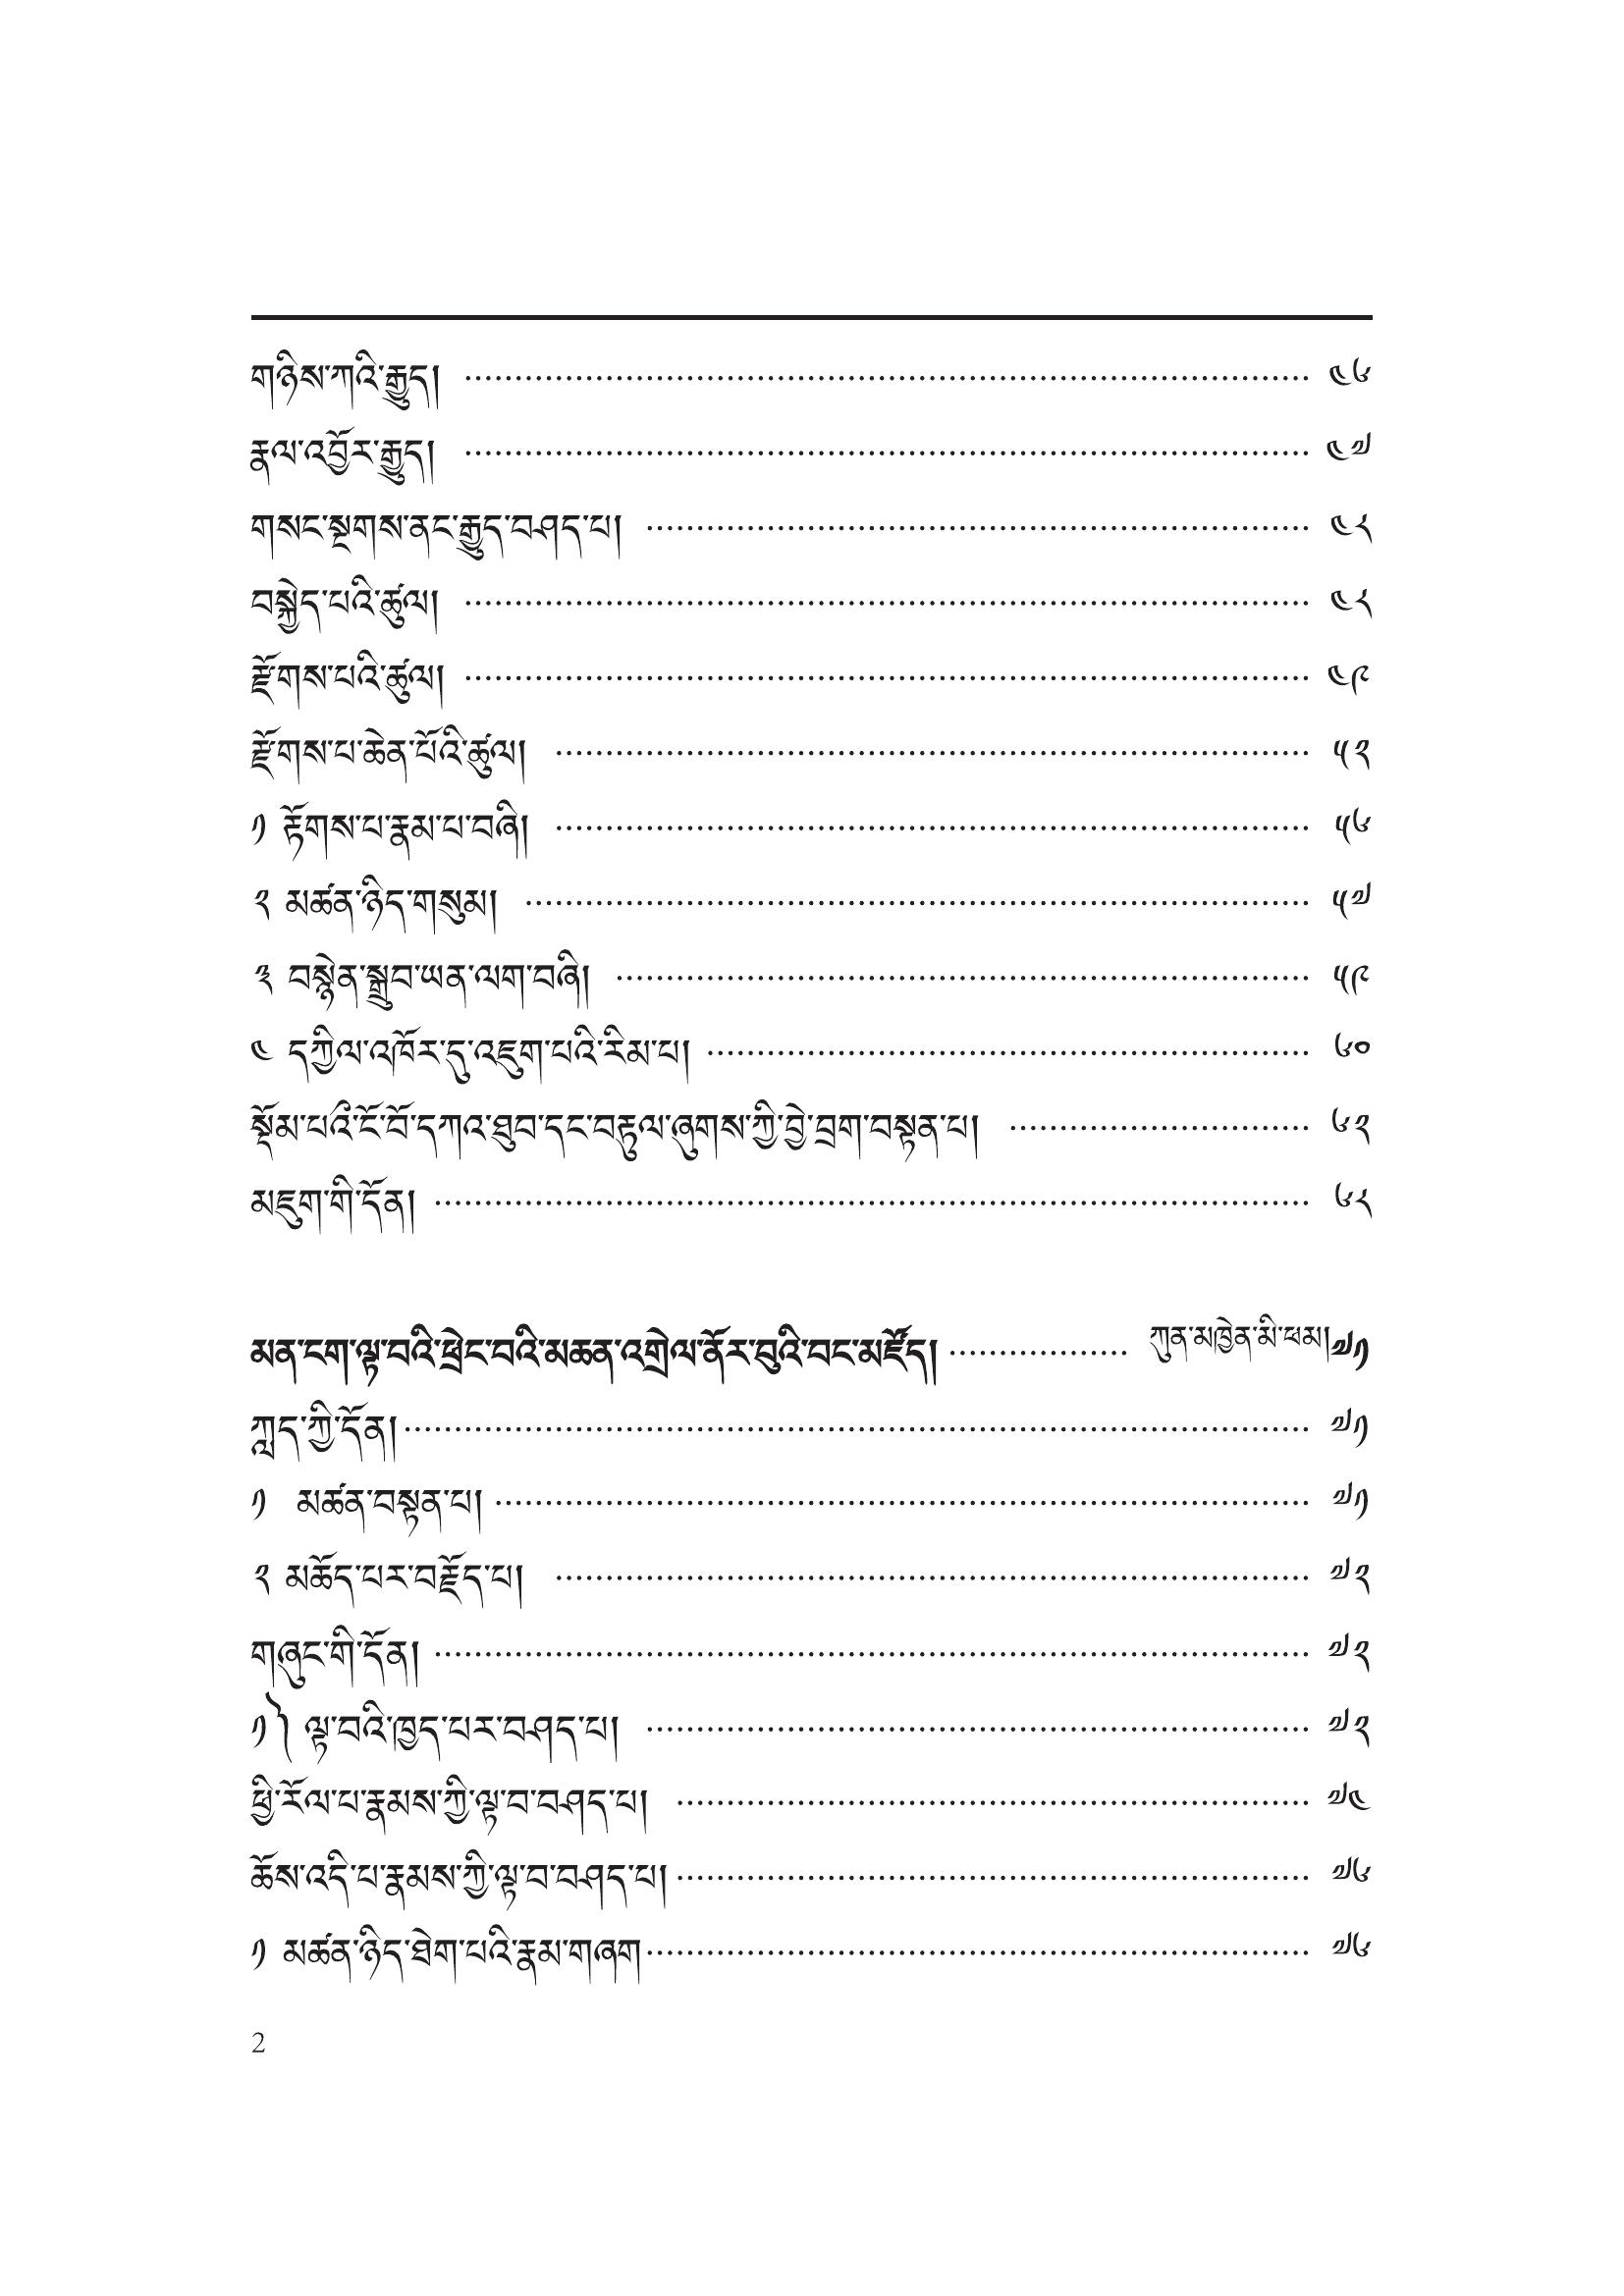 གཉིས་ཀའི་རྒྱུད། ༤༦
རྣལ་འབྱོར་རྒྱུད། ༤༧
གསང་སྔགས་ནང་རྒྱུད་བཤད་པ། ༤༨
བསྐྱེད་པའི་ཚུལ། ༤༨
རྫོགས་པའི་ཚུལ། ༤༩
རྫོགས་པ་ཆེན་པོའི་ཚུལ། ༥༢
༡ རྟོགས་པ་རྣམ་པ་བཞི། ༥༦
༢ མཚན་ཉིད་གསུམ། ༥༧
༣ བསྙེན་སྒྲུབ་ཡན་ལག་བཞི། ༥༩
༤ དཀྱིལ་འཁོར་དུ་འཇུག་པའི་རིམ་པ། ༦༠
སྡོམ་པའི་ངོ་བོ་དཀའ་ཐུབ་དང་བརྟུལ་ཞུགས་ཀྱི་བྱེ་བྲག་བསྟན་པ། ༦༢
མཇུག་གི་དོན། ༦༨
མན་ངག་ལྟ་བའི་ཕྲེང་བའི་མཆན་འགྲེལ་ནོར་བུའི་བང་མཛོད། ཀུན་མཁྱེན་མི་ཕམ། ༧༡
ཀླད་ཀྱི་དོན། ༧༡
༡ མཚན་བསྟན་པ། ༧༡
༢ མཆོད་པར་བརྗོད་པ། ༧༢
གཞུང་གི་དོན། ༧༢
༡༽ ལྟ་བའི་ཁྱད་པར་བཤད་པ། ༧༢
ཕྱི་རོལ་པ་རྣམས་ཀྱི་ལྟ་བ་བཤད་པ། ༧༤
ཆོས་འདི་པ་རྣམས་ཀྱི་ལྟ་བ་བཤད་པ། ༧༦
༡ མཚན་ཉིད་ཐེག་པའི་རྣམ་གཞག ༧༦
2